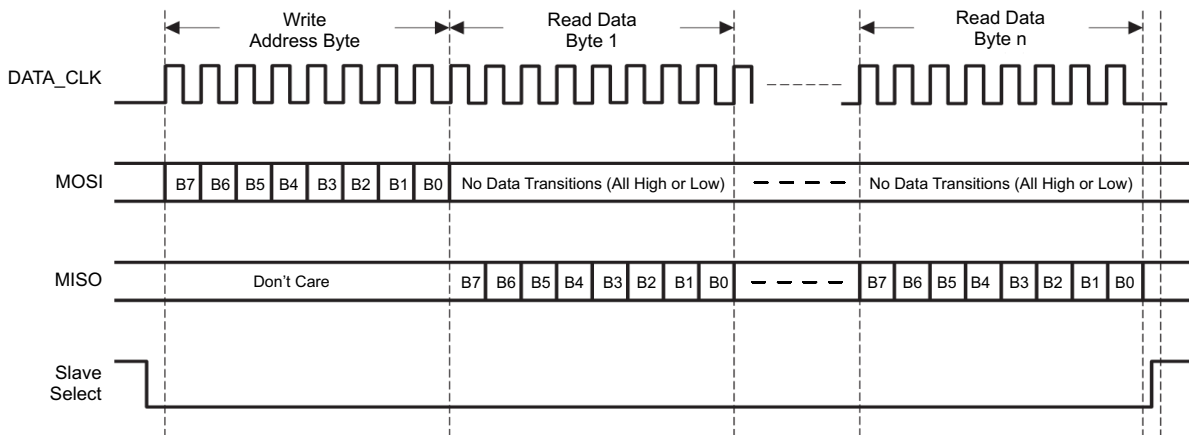 Write
Address Byte
Read Data
Byte 1
Read Data
Byte n
DATA_CLK
MOSI
B7 B6 B5 B4 B3 B2 B1 B0
No Data Transitions (All High or Low)
No Data Transitions (All High or Low)
MISO
Don't Care
B7 B6 B5 B4 B3 B2 B1 B0
B7 B6 B5 B4 B3 B2 B1 B0
Slave
Select